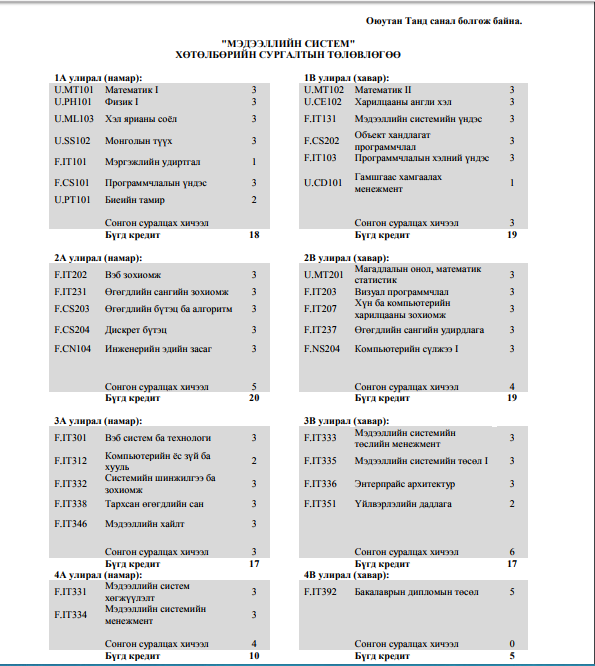 Оюутан Танд санал болгож байна.
"МЭДЭЭЛЛИЙН СИСТЕМ"
ХӨТӨЛБӨРИЙН СУРГАЛТЫН ТӨЛӨВЛӨГӨӨ
1А улирал (намар):
U.MT101 Математик I 3
U.PH101 Физик I 3
U.ML103 Хэл ярианы соёл 3
U.SS102 Монголын түүх 3
F.IT101 Мэргэжлийн удиртгал 1
F.CS101 Программчлалын үндэс 3
U.PT101 Биеийн тамир 2
Сонгон суралцах хичээл
Бүгд кредит 18
1В улирал (хавар):
U.MT102 Математик II 3
U.CE102 Харилцааны англи хэл 3
F.IT131 Мэдээллийн системийн үндэс 3
F.CS202 Объект хандлагат
программчлал 3
F.IT103 Программчлалын хэлний үндэс 3
U.CD101 Гамшгаас хамгаалах
менежмент 1
Сонгон суралцах хичээл 3
Бүгд кредит 19
2А улирал (намар):
F.IT202 Вэб зохиомж 3
F.IT231 Өгөгдлийн сангийн зохиомж 3
F.CS203 Өгөгдлийн бүтэц ба алгоритм 3
F.CS204 Дискрет бүтэц 3
F.CN104 Инженерийн эдийн засаг 3
Сонгон суралцах хичээл 5
Бүгд кредит 20
2В улирал (хавар):
U.MT201 Магадлалын онол, математик
статистик 3
F.IT203 Визуал программчлал 3
F.IT207 Хүн ба компьютерийн
харилцааны зохиомж 3
F.IT237 Өгөгдлийн сангийн удирдлага 3
F.NS204 Компьютерийн сүлжээ I 3
Сонгон суралцах хичээл 4
Бүгд кредит 19
3А улирал (намар):
F.IT301 Вэб систем ба технологи 3
F.IT312 Компьютерийн ёс зүй ба
хууль 2
F.IT332 Системийн шинжилгээ ба
зохиомж 3
F.IT338 Тархсан өгөгдлийн сан 3
F.IT346 Мэдээллийн хайлт 3
Сонгон суралцах хичээл 3
Бүгд кредит 17
3В улирал (хавар):
F.IT333 Мэдээллийн системийн
төслийн менежмент 3
F.IT335 Мэдээллийн системийн төсөл I 3
F.IT336 Энтерпрайс архитектур 3
F.IT351 Үйлвэрлэлийн дадлага 2
Сонгон суралцах хичээл 6
Бүгд кредит 17
4А улирал (намар):
F.IT331 Мэдээллийн систем
хөгжүүлэлт 3
F.IT334 Мэдээллийн системийн
менежмент 3
Сонгон суралцах хичээл 4
Бүгд кредит 10
4В улирал (хавар):
F.IT392 Бакалаврын дипломын төсөл 5
Сонгон суралцах хичээл 0
Бүгд кредит 5